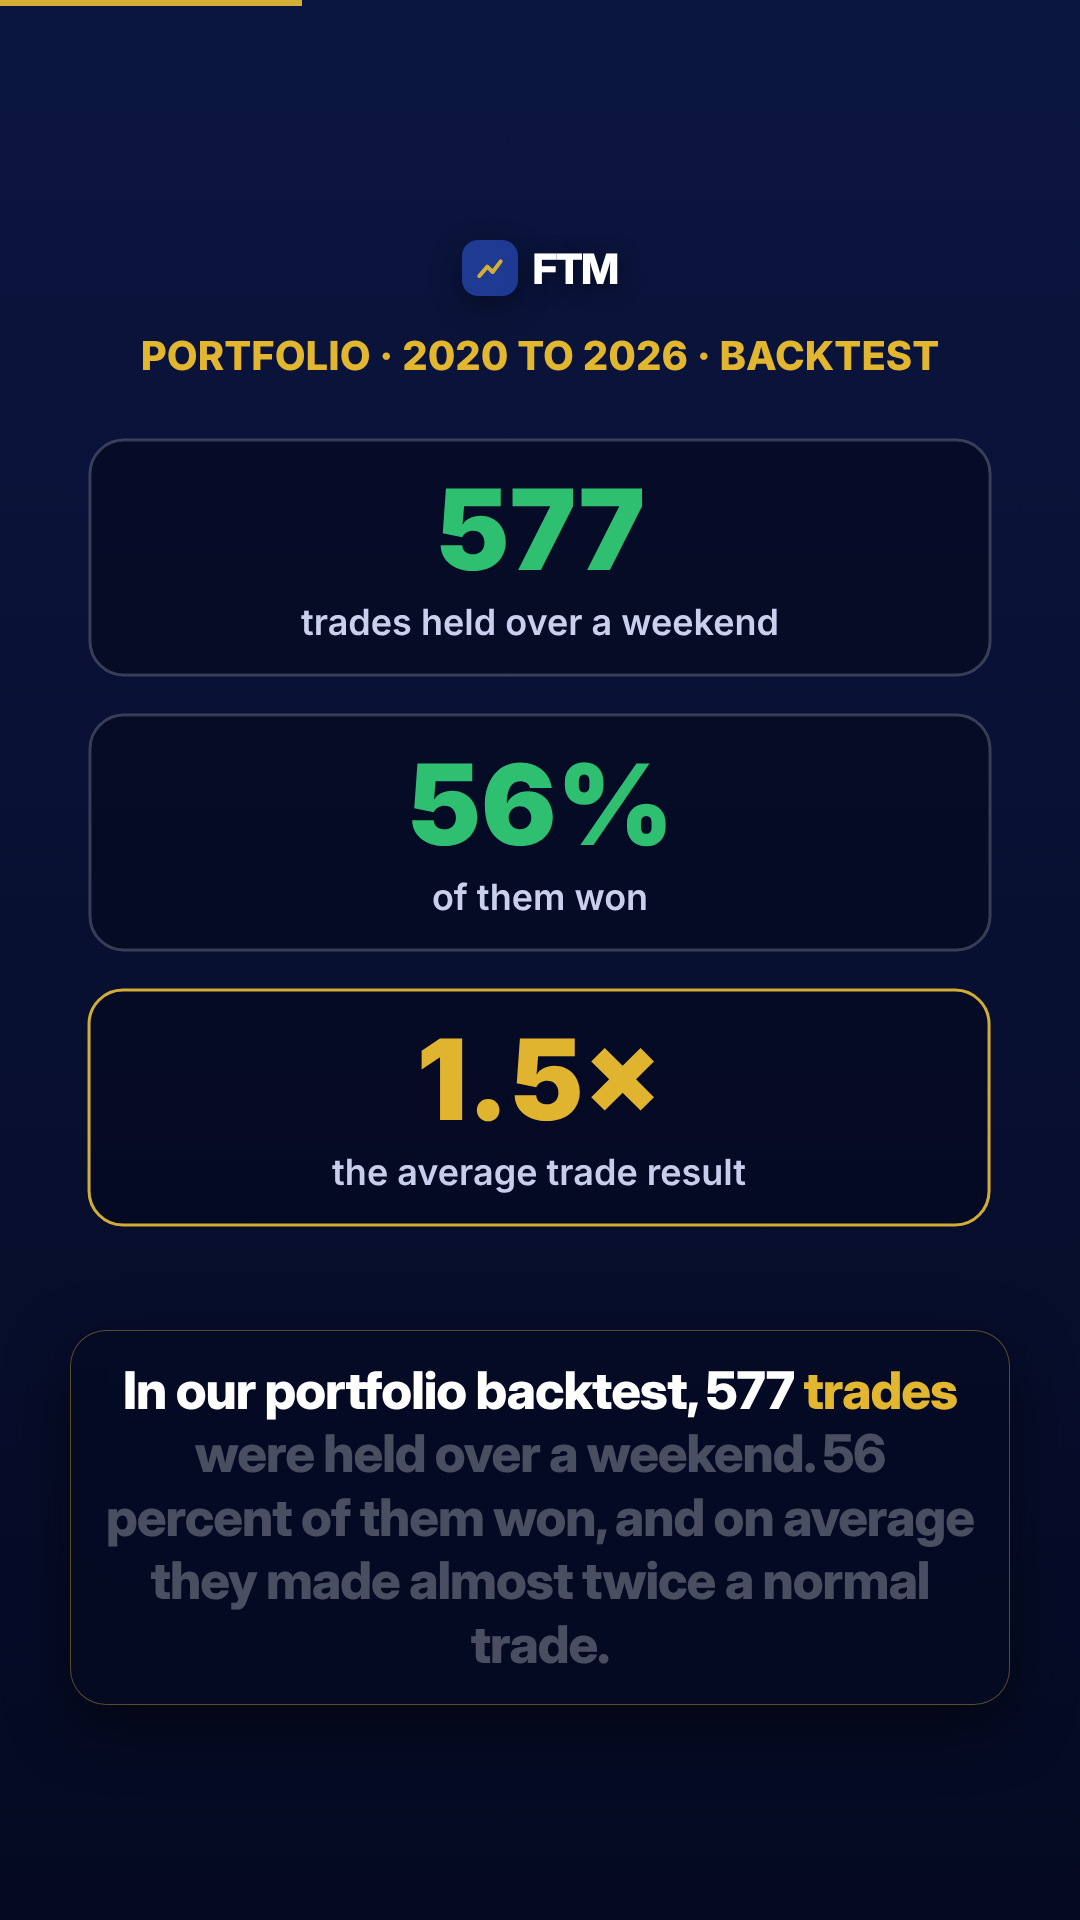 FTM
PORTFOLIO · 2020 TO 2026 · BACKTEST
577
trades held over a weekend
56%
of them won
1.5×
the average trade result
In our portfolio backtest, 577 trades
were held over a weekend. 56
percent of them won, and on average
they made almost twice a normal
trade.